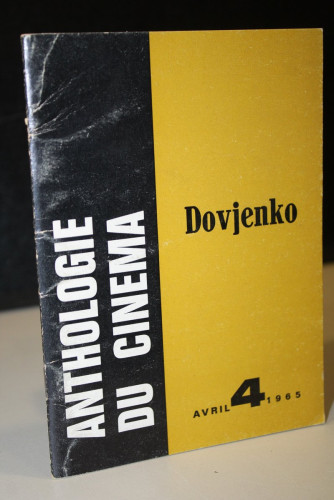 ANTHOLOGIE
DU CINEMA
Dovjenko
AVRIL 4 1965